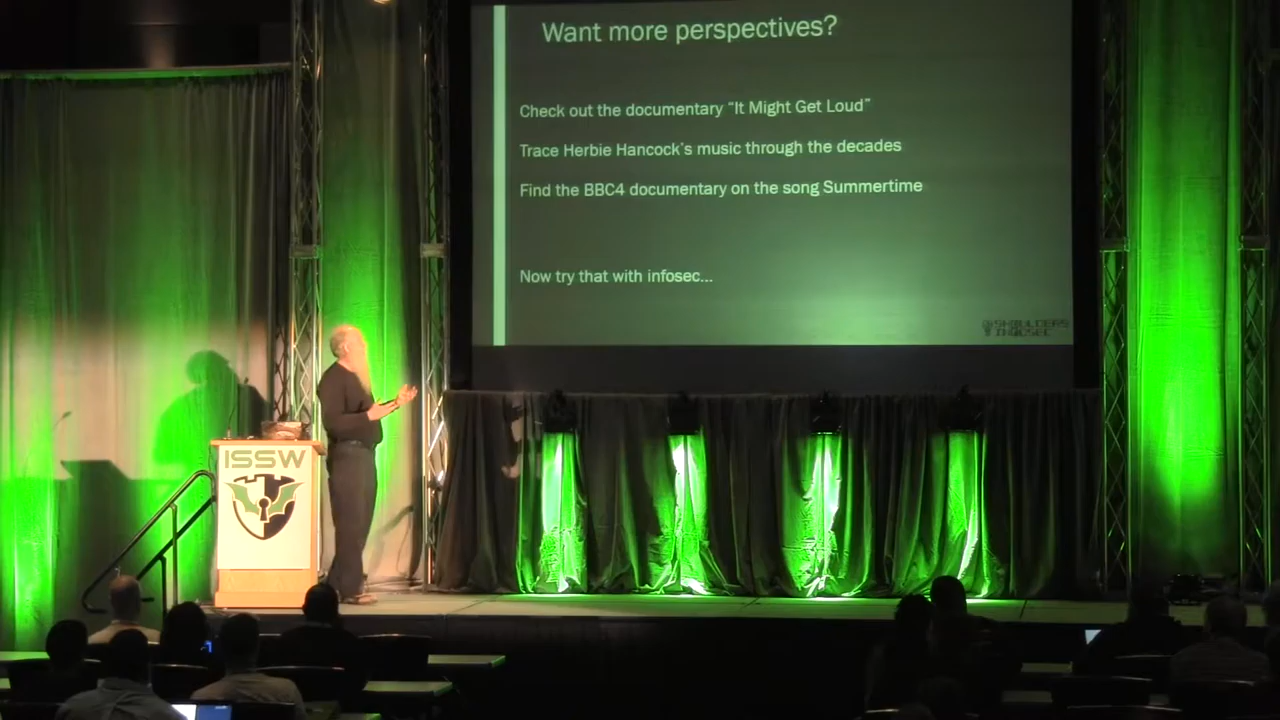 Want more perspectives?
Check out the documentary “It Might Get Loud”
Trace Herbie Hancock’s music through the decades
Find the BBC4 documentary on the song Summertime
Now try that with infosec...
@SHOULDERS
INFOSEC
ISSW